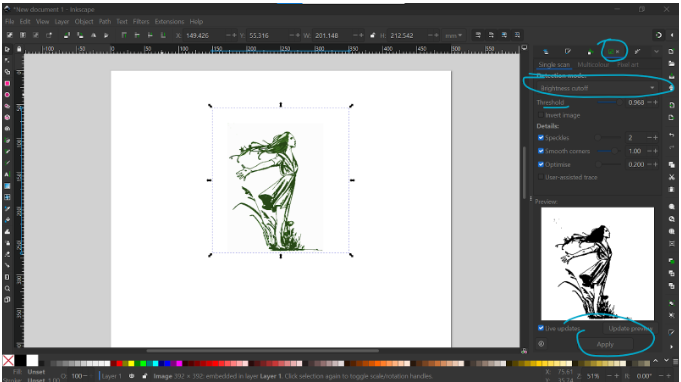 *New document 1 - Inkscape
File Edit View Layer Object Path Text Filters Extensions Help
X: 149.426 Y: 55.316 W: 201.148 H: 212.542 mm
Single scan Multicolour Pixel art
Detection mode:
Brightness cutoff
Threshold 0.960
Invert image
Details:
Speckles 2
Smooth corners 1.00
Optimise 0.200
User-assisted trace
Preview:
Live updates Update preview
Apply
Fill: Unset
Stroke: Unset 1.00 O: 100 Layer 1 Image 392 × 392: embedded in layer Layer 1. Click selection again to toggle scale/rotation handles. X: 75.61 Z: 51% R: 0.00°